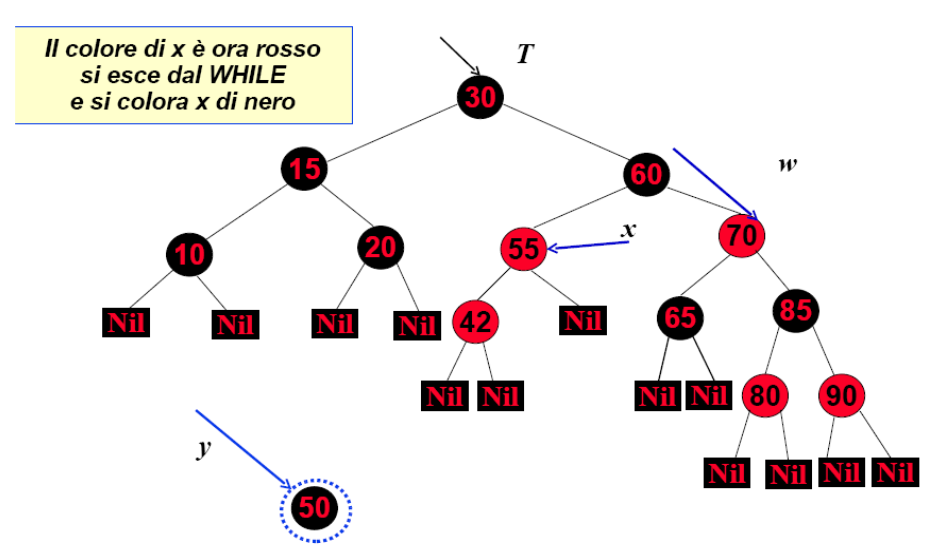 Il colore di x è ora rosso
si esce dal WHILE
e si colora x di nero
T
30
15
60
w
10
20
55
x
70
Nil
Nil
Nil
Nil
42
Nil
65
85
Nil
Nil
Nil
Nil
80
90
y
Nil
Nil
Nil
Nil
50